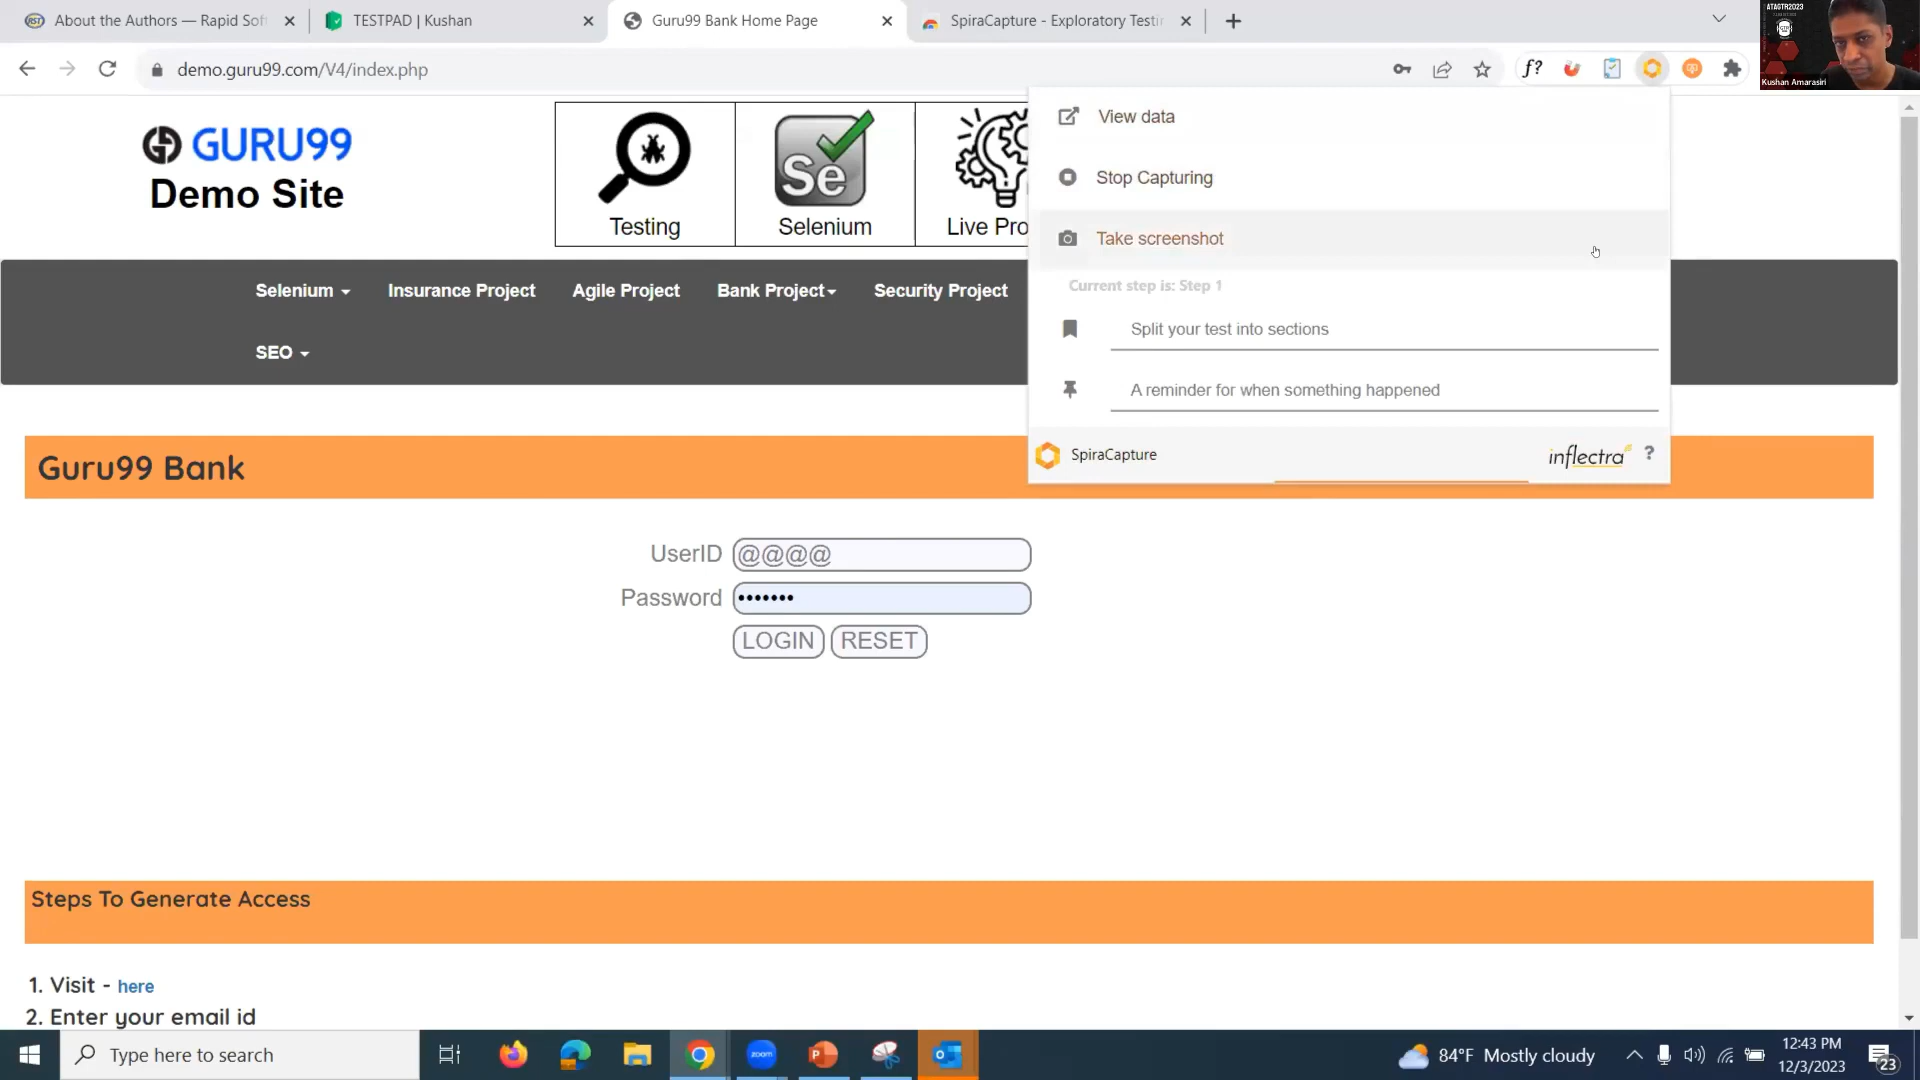 About the Authors — Rapid Sof
TESTPAD | Kushan
Guru99 Bank Home Page
SpiraCapture - Exploratory Testi
demo.guru99.com/V4/index.php
f?
ATAGTR2023
Kushan Amarasiri
GURU99
Demo Site
Testing
Se
Selenium
Live Pro
View data
Stop Capturing
Take screenshot
Current step is: Step 1
Split your test into sections
A reminder for when something happened
SpiraCapture
inflectra
?
Selenium
Insurance Project
Agile Project
Bank Project
Security Project
SEO
Guru99 Bank
UserID @@@@
Password •••••••
LOGIN RESET
Steps To Generate Access
1. Visit - here
2. Enter your email id
Type here to search
zoom
84°F Mostly cloudy
12:43 PM
12/3/2023
23